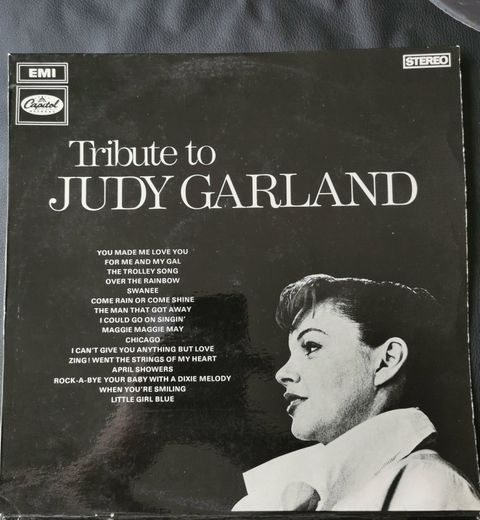 EMI
STEREO
Capitol
RECORDS
Tribute to
JUDY GARLAND
YOU MADE ME LOVE YOU
FOR ME AND MY GAL
THE TROLLEY SONG
OVER THE RAINBOW
SWANEE
COME RAIN OR COME SHINE
THE MAN THAT GOT AWAY
I COULD GO ON SINGIN'
MAGGIE MAGGIE MAY
CHICAGO
I CAN'T GIVE YOU ANYTHING BUT LOVE
ZING! WENT THE STRINGS OF MY HEART
APRIL SHOWERS
ROCK-A-BYE YOUR BABY WITH A DIXIE MELODY
WHEN YOU'RE SMILING
LITTLE GIRL BLUE